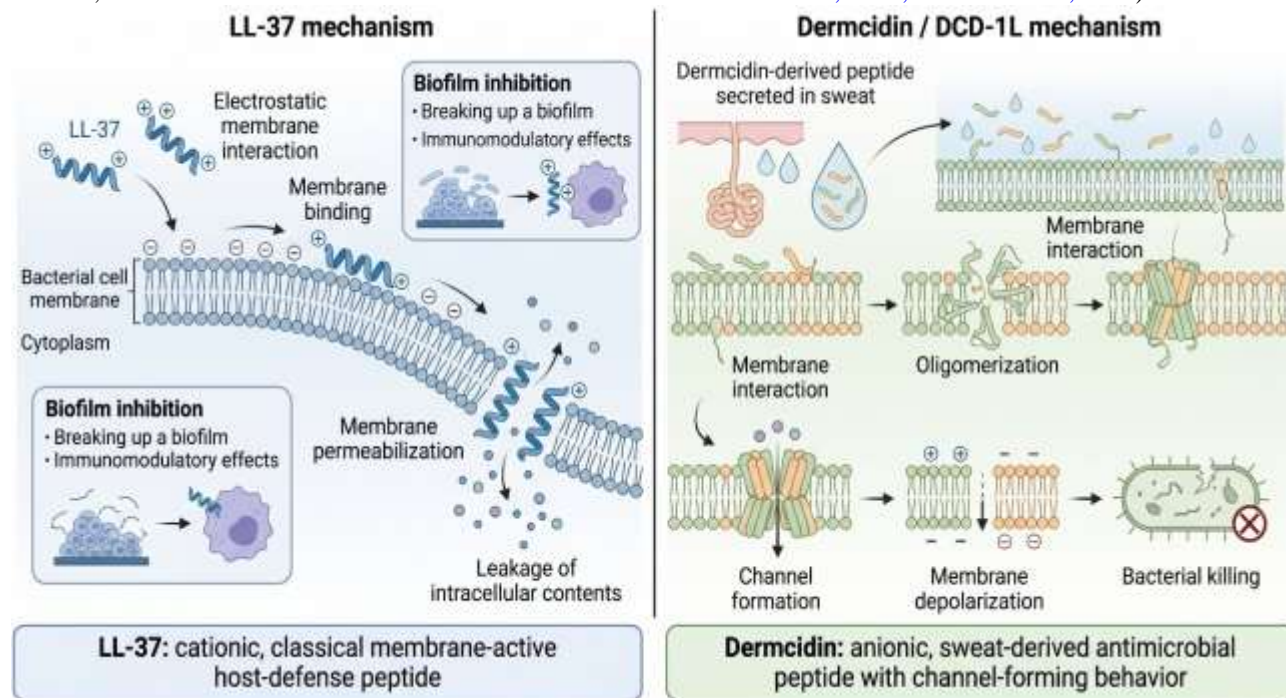 LL-37 mechanism
LL-37
Electrostatic
membrane
interaction
Membrane
binding
Biofilm inhibition
• Breaking up a biofilm
• Immunomodulatory effects
Bacterial cell
membrane
Cytoplasm
Biofilm inhibition
• Breaking up a biofilm
• Immunomodulatory effects
Membrane
permeabilization
Leakage of
intracellular contents
LL-37: cationic, classical membrane-active
host-defense peptide
Dermcidin / DCD-1L mechanism
Dermcidin-derived peptide
secreted in sweat
Membrane
interaction
Membrane
interaction
Oligomerization
Channel
formation
Membrane
depolarization
Bacterial killing
Dermcidin: anionic, sweat-derived antimicrobial
peptide with channel-forming behavior